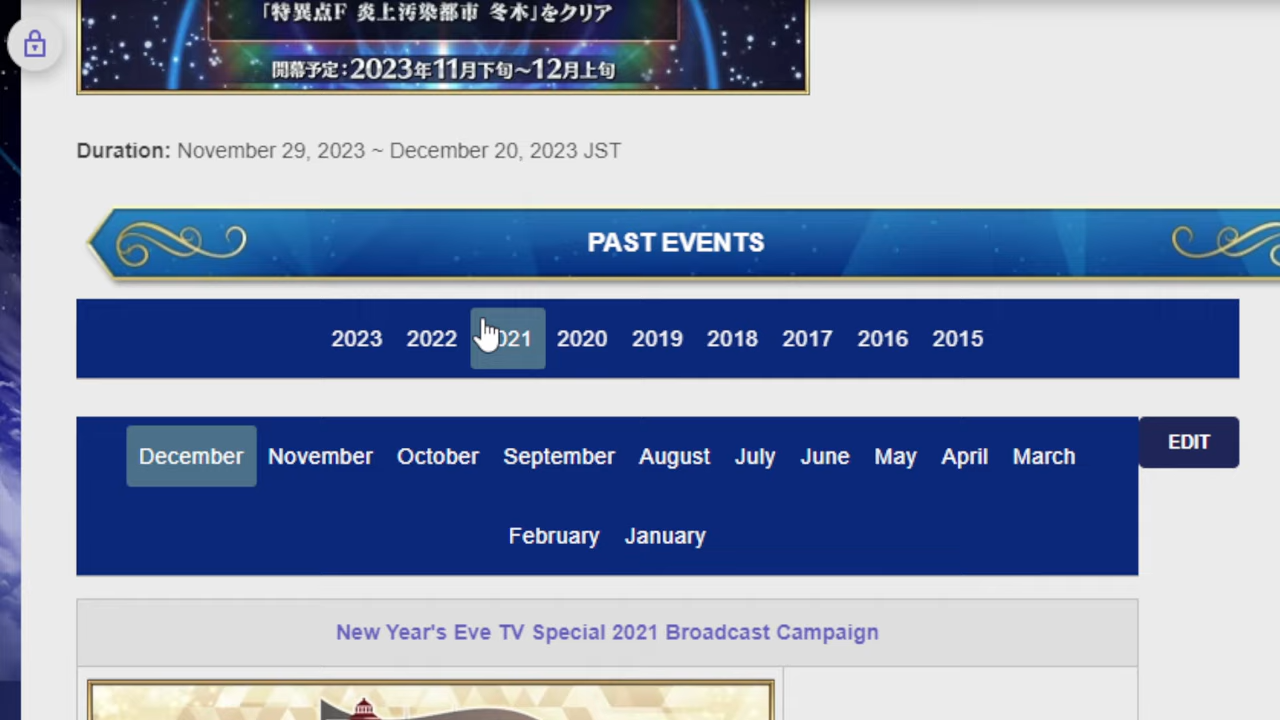 「特異点F 炎上汚染都市 冬木」をクリア
開幕予定：2023年11月下旬〜12月上旬
Duration: November 29, 2023 ~ December 20, 2023 JST
PAST EVENTS
2023 2022 2021 2020 2019 2018 2017 2016 2015
December November October September August July June May April March
EDIT
February January
New Year's Eve TV Special 2021 Broadcast Campaign